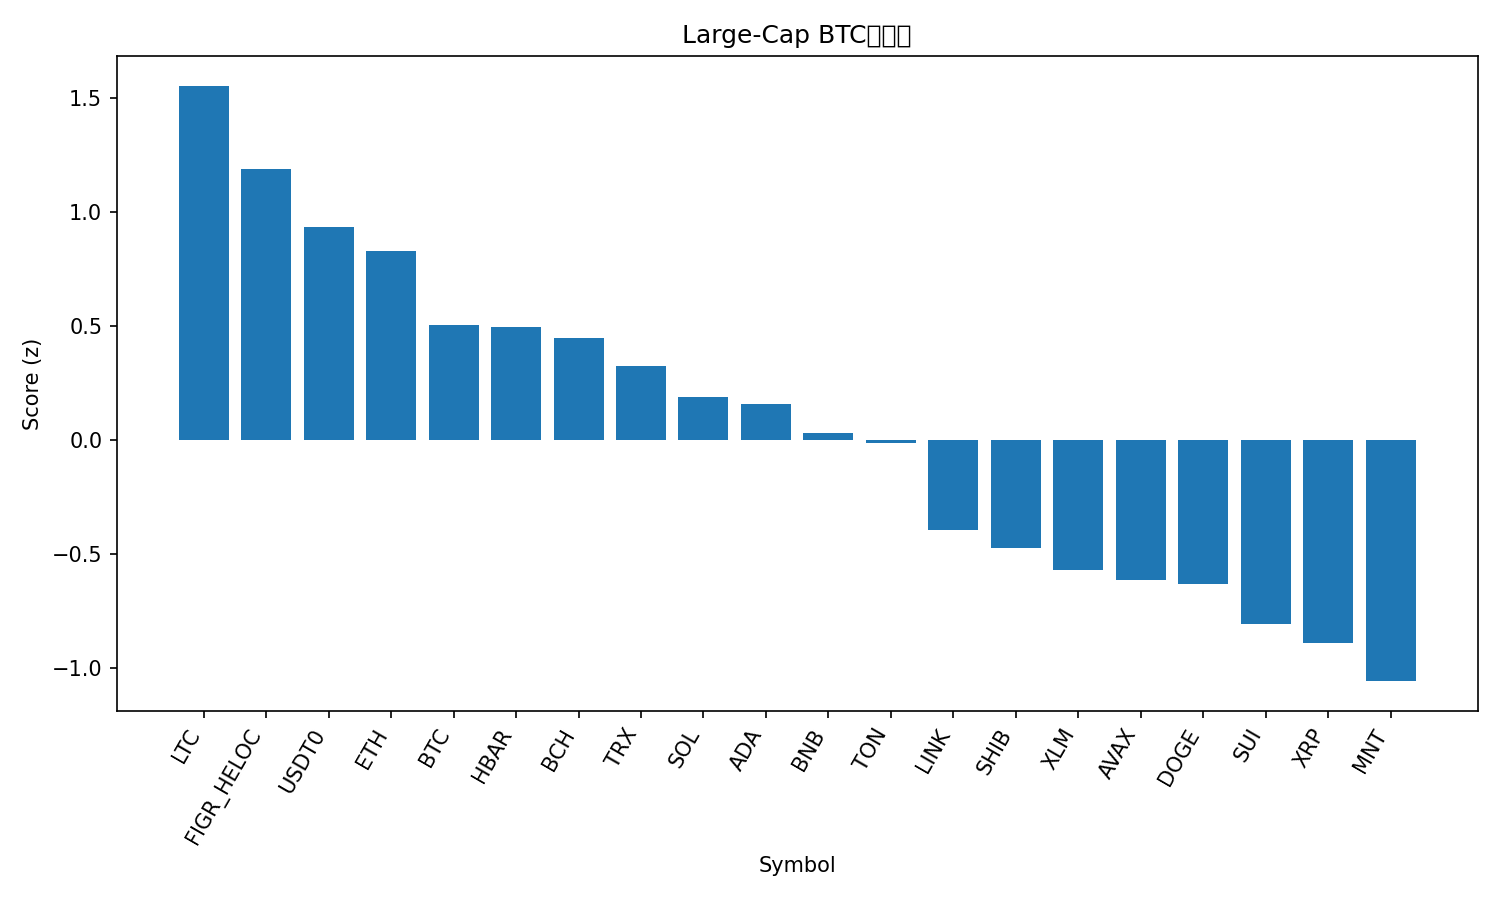 Large-Cap BTC
1.5
1.0
0.5
0.0
−0.5
−1.0
Score (z)
LTC
FIGR_HELOC
USDT0
ETH
BTC
HBAR
BCH
TRX
SOL
ADA
BNB
TON
LINK
SHIB
XLM
AVAX
DOGE
SUI
XRP
MNT
Symbol